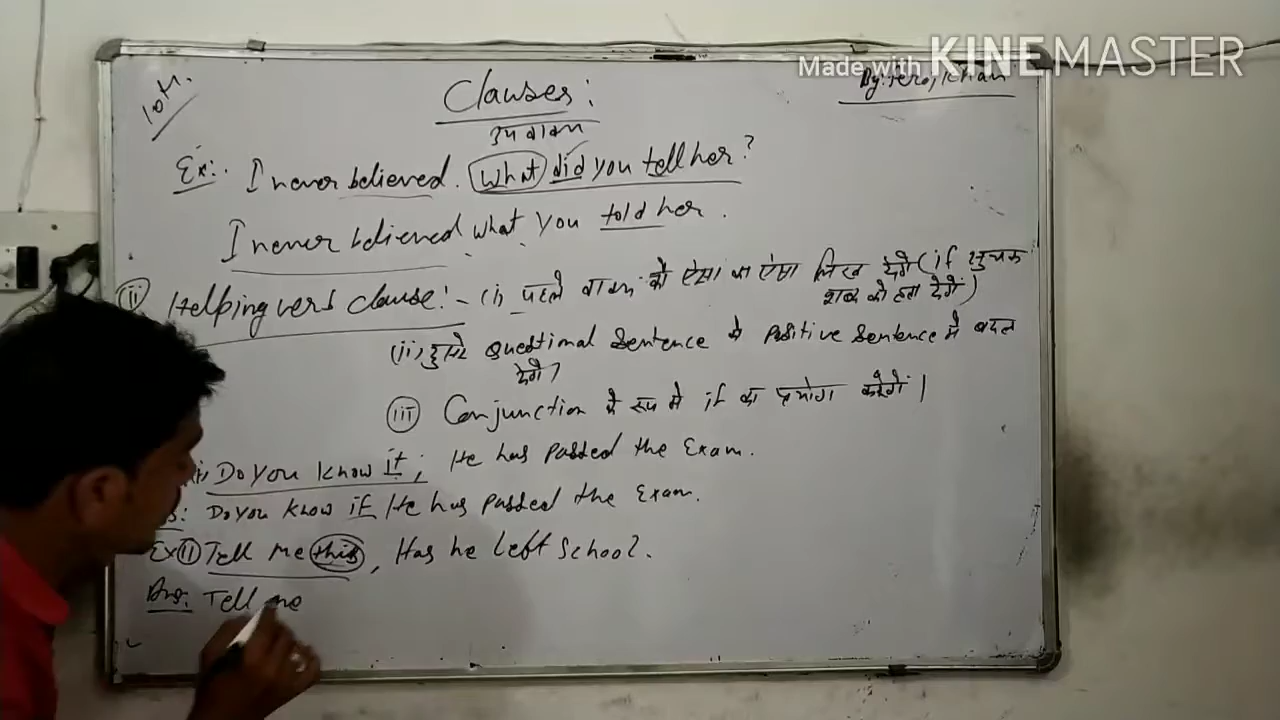 Made with KINEMASTER
10th.
Clauses:
By: Feroj Khan
उपवाक्य
Ex:- I never believed. What did you tell her?
I never believed what you told her.
(ii) Helping verb clause:- (i) पहले वाक्य को ऐसा का ऐसा लिख देंगे (if सुचक
शब्द को हटा देंगे)
(ii) दुसरे Questional Sentence को Positive Sentence में बदल
देंगे।
(iii) Conjunction के रूप में if का प्रयोग करेंगे।
Do you know it; He has passed the Exam.
Do you know if He has passed the Exam.
Ex (ii) Tell me this, Has he left School.
Ans: Tell me